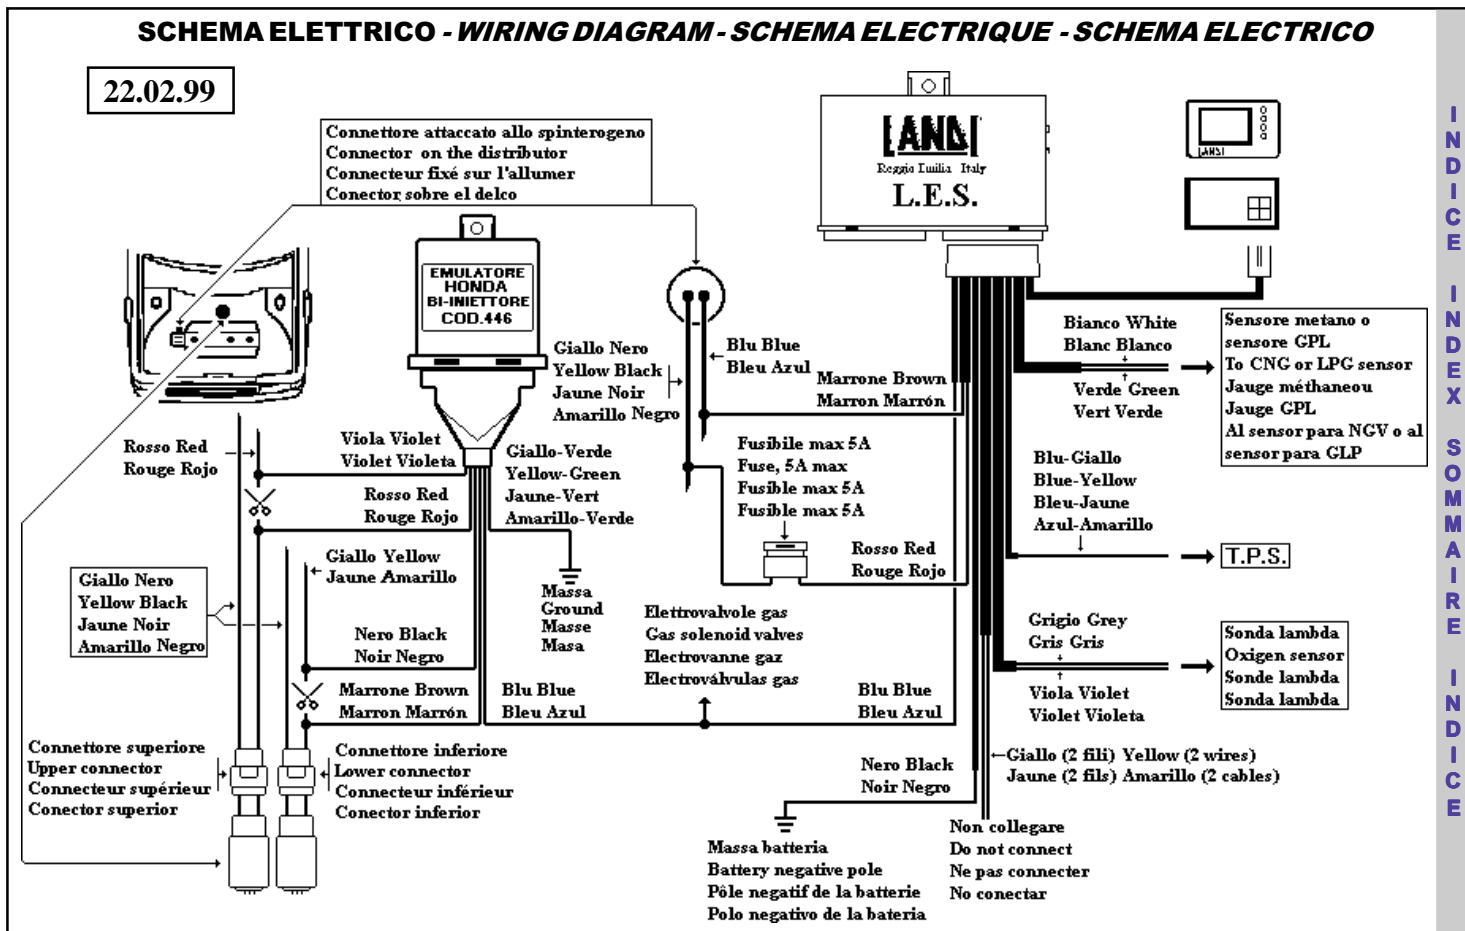 SCHEMA ELETTRICO - WIRING DIAGRAM - SCHEMA ELECTRIQUE - SCHEMA ELECTRICO
22.02.99
Connettore attaccato allo spinterogeno
Connector on the distributor
Connecteur fixé sur l'allumer
Conector sobre el delco
LANDI
Reggio Emilia Italy
L.E.S.
LANDI
EMULATORE
HONDA
BI-INIETTORE
COD.446
Giallo Nero
Yellow Black
Jaune Noir
Amarillo Negro
Blu Blue
Bleu Azul
Marrone Brown
Marron Marrón
Bianco White
Blanc Blanco
Verde Green
Vert Verde
Sensore metano o
sensore GPL
To CNG or LPG sensor
Jauge méthaneou
Jauge GPL
Al sensor para NGV o al
sensor para GLP
Rosso Red
Rouge Rojo
Viola Violet
Violet Violeta
Giallo-Verde
Yellow-Green
Jaune-Vert
Amarillo-Verde
Rosso Red
Rouge Rojo
Fusibile max 5A
Fuse, 5A max
Fusible max 5A
Fusible max 5A
Blu-Giallo
Blue-Yellow
Bleu-Jaune
Azul-Amarillo
T.P.S.
Rosso Red
Rouge Rojo
Giallo Yellow
Jaune Amarillo
Giallo Nero
Yellow Black
Jaune Noir
Amarillo Negro
Massa
Ground
Masse
Masa
Elettrovalvole gas
Gas solenoid valves
Electrovanne gaz
Electroválvulas gas
Nero Black
Noir Negro
Grigio Grey
Gris Gris
Viola Violet
Violet Violeta
Sonda lambda
Oxigen sensor
Sonde lambda
Sonda lambda
Marrone Brown
Marron Marrón
Blu Blue
Bleu Azul
Blu Blue
Bleu Azul
Connettore superiore
Upper connector
Connecteur supérieur
Conector superior
Connettore inferiore
Lower connector
Connecteur inférieur
Conector inferior
Nero Black
Noir Negro
Giallo (2 fili) Yellow (2 wires)
Jaune (2 fils) Amarillo (2 cables)
Massa batteria
Battery negative pole
Pôle negatif de la batterie
Polo negativo de la bateria
Non collegare
Do not connect
Ne pas connecter
No conectar
INDICE INDEX SOMMAIRE INDICE